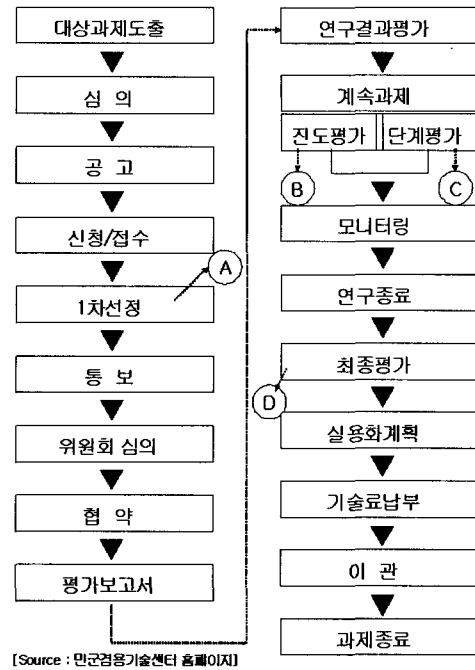 대상과제도출
심 의
공 고
신청/접수
A
1차선정
통 보
위원회 심의
협 약
평가보고서
연구결과평가
계속과제
진도평가 단계평가
B C
모니터링
연구종료
최종평가
D
실용화계획
기술료납부
이 관
과제종료
[Source : 민군겸용기술센터 홈페이지]